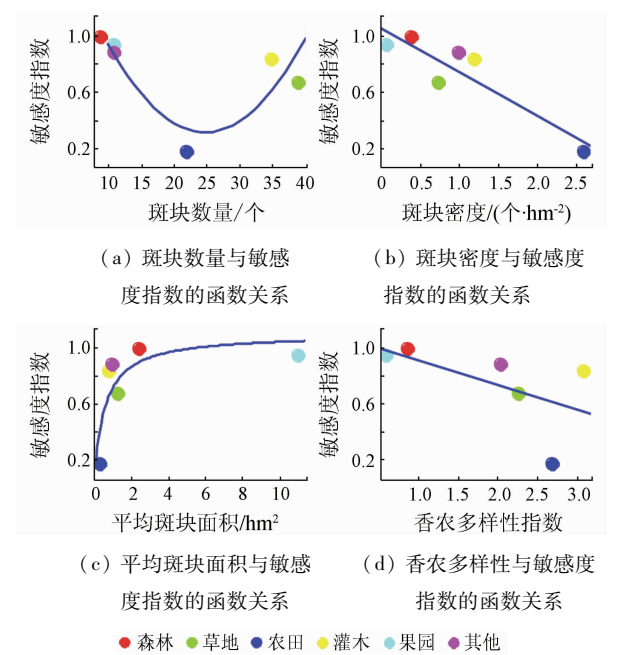 敏感度指数
1.0
0.6
0.2
10 15 20 25 30 35 40
斑块数量/个
(a) 斑块数量与敏感
度指数的函数关系
敏感度指数
1.0
0.6
0.2
0 0.5 1.0 1.5 2.0 2.5
斑块密度/(个·hm⁻²)
(b) 斑块密度与敏感度
指数的函数关系
敏感度指数
1.0
0.6
0.2
0 2 4 6 8 10
平均斑块面积/hm²
(c) 平均斑块面积与敏感
度指数的函数关系
敏感度指数
1.0
0.6
0.2
1.0 1.5 2.0 2.5 3.0
香农多样性指数
(d) 香农多样性与敏感度
指数的函数关系
森林 草地 农田 灌木 果园 其他